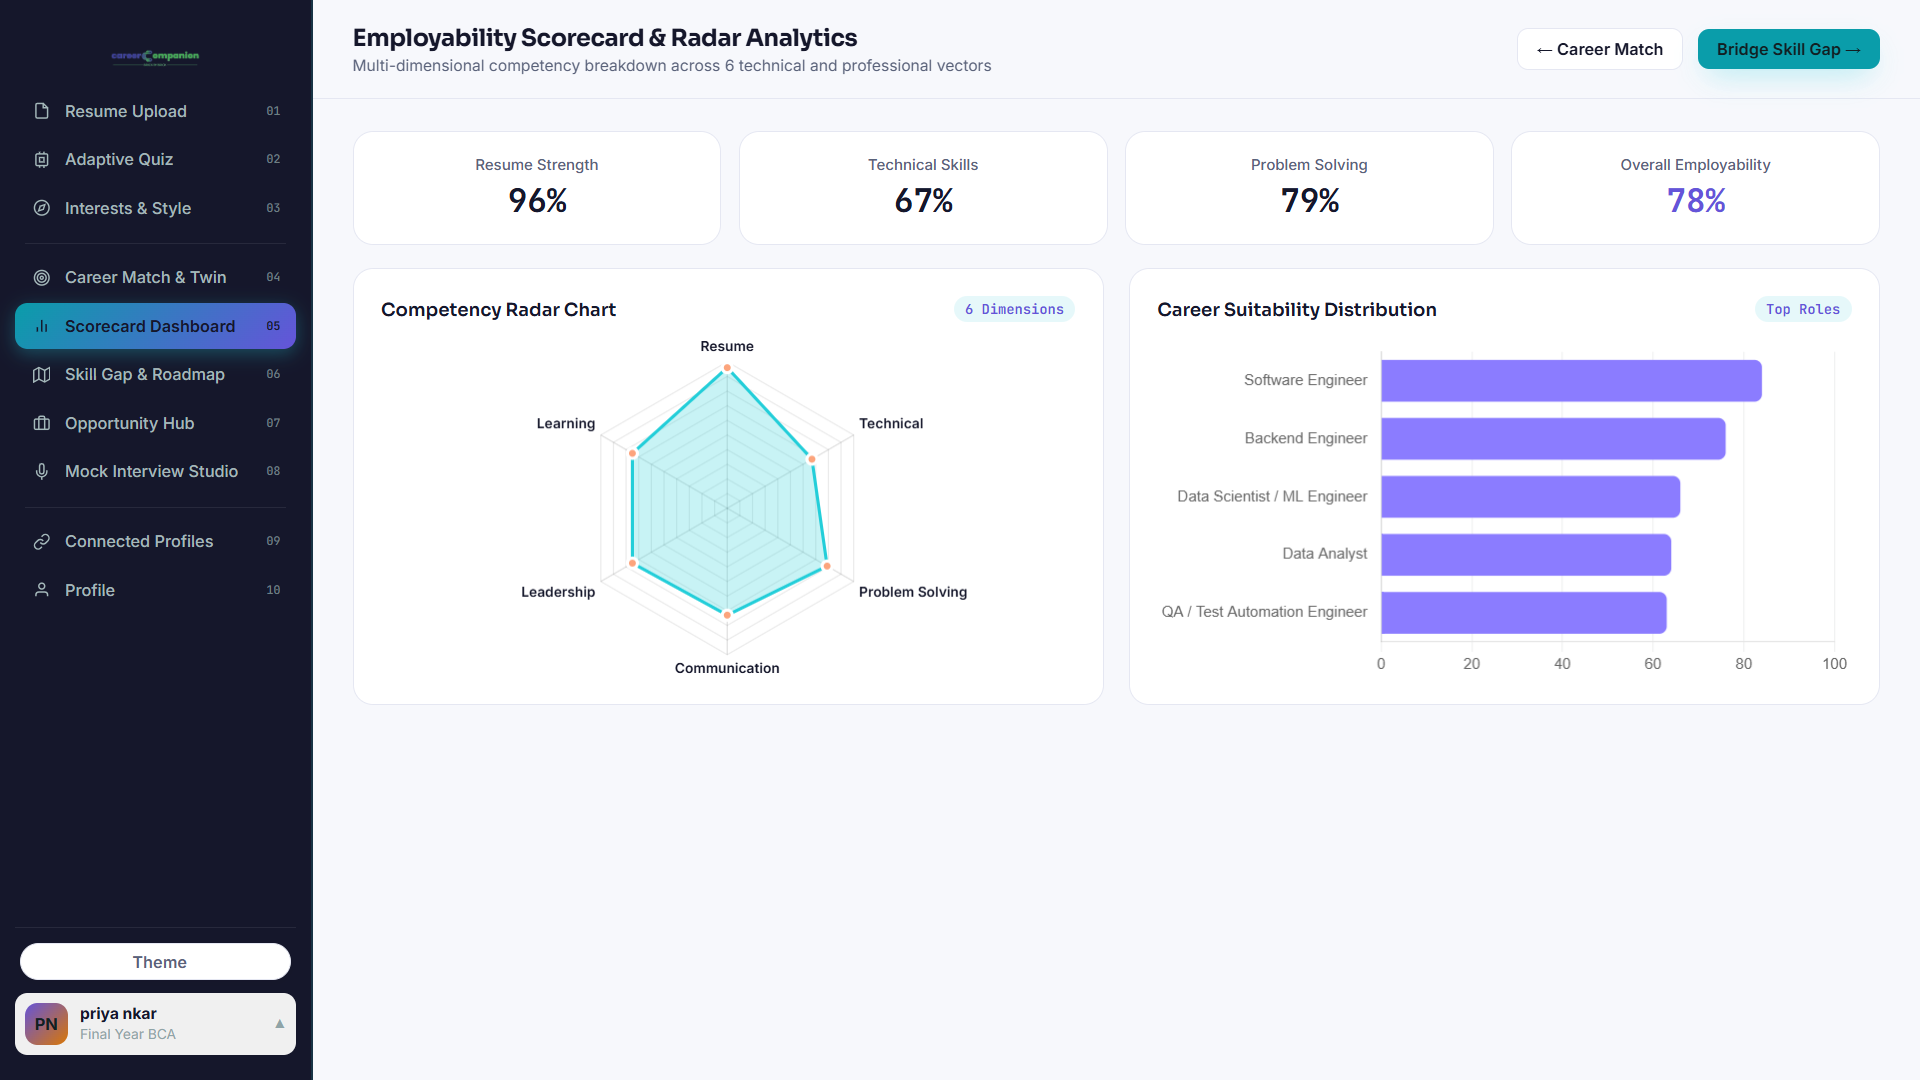 careerCompanion
Resume Upload 01
Adaptive Quiz 02
Interests & Style 03
Career Match & Twin 04
Scorecard Dashboard 05
Skill Gap & Roadmap 06
Opportunity Hub 07
Mock Interview Studio 08
Connected Profiles 09
Profile 10
Theme
PN
priya nkar
Final Year BCA
▲
Employability Scorecard & Radar Analytics
Multi-dimensional competency breakdown across 6 technical and professional vectors
← Career Match
Bridge Skill Gap →
Resume Strength
96%
Technical Skills
67%
Problem Solving
79%
Overall Employability
78%
Competency Radar Chart
6 Dimensions
Resume
Technical
Problem Solving
Communication
Leadership
Learning
Career Suitability Distribution
Top Roles
Software Engineer
Backend Engineer
Data Scientist / ML Engineer
Data Analyst
QA / Test Automation Engineer
0 20 40 60 80 100